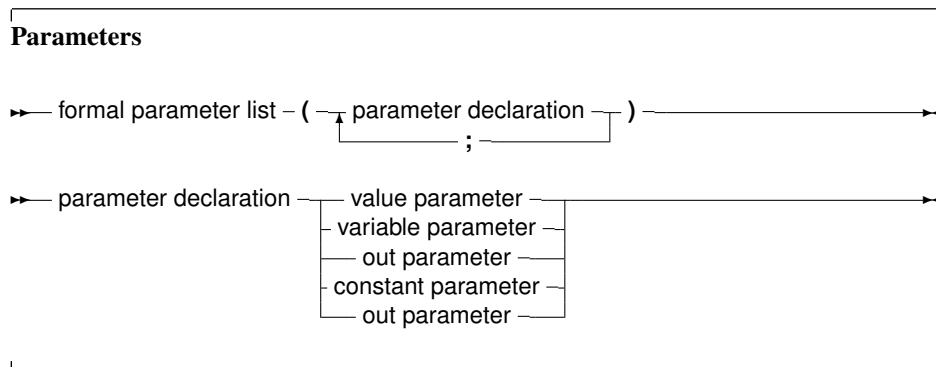 Parameters
formal parameter list ( parameter declaration )
;
parameter declaration value parameter
variable parameter
out parameter
constant parameter
out parameter